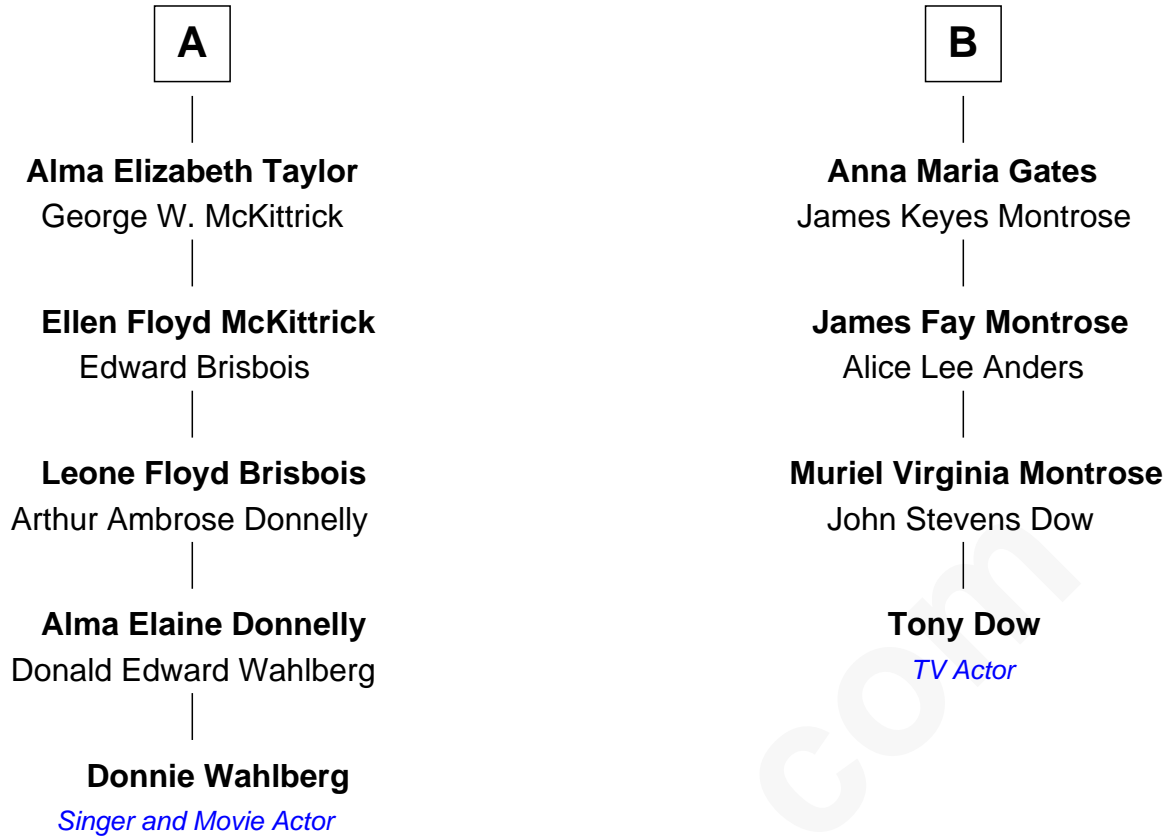 A
Alma Elizabeth Taylor
George W. McKittrick
Ellen Floyd McKittrick
Edward Brisbois
Leone Floyd Brisbois
Arthur Ambrose Donnelly
Alma Elaine Donnelly
Donald Edward Wahlberg
Donnie Wahlberg
Singer and Movie Actor
B
Anna Maria Gates
James Keyes Montrose
James Fay Montrose
Alice Lee Anders
Muriel Virginia Montrose
John Stevens Dow
Tony Dow
TV Actor
com